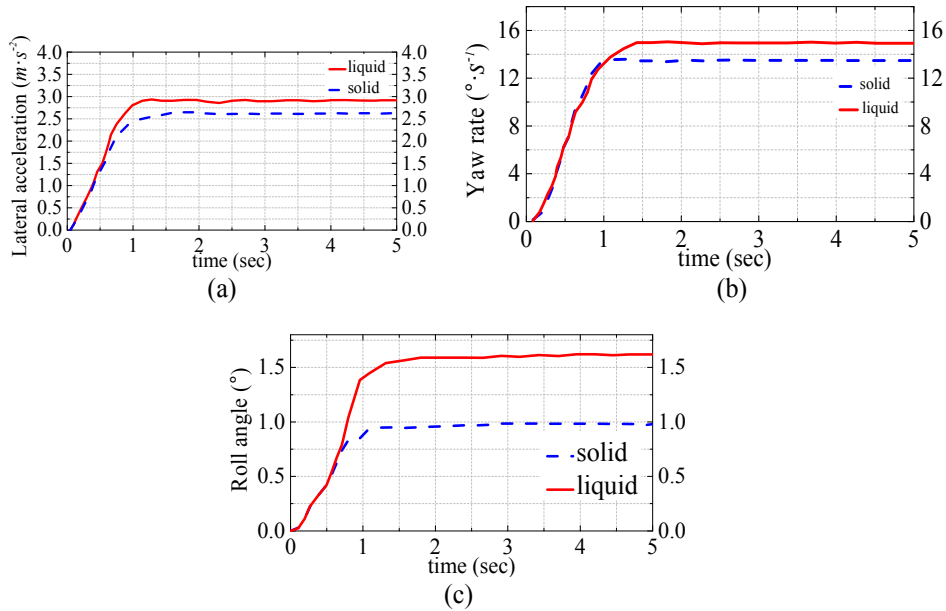 Lateral acceleration (m·s⁻²)
4.0
3.5
3.0
2.5
2.0
1.5
1.0
0.5
0.0
liquid
solid
4.0
3.5
3.0
2.5
2.0
1.5
1.0
0.5
0.0
0 1 2 3 4 5
time (sec)
(a)
Yaw rate (°·s⁻¹)
16
12
8
4
0
solid
liquid
16
12
8
4
0
0 1 2 3 4 5
time (sec)
(b)
Roll angle (°)
1.5
1.0
0.5
0.0
solid
liquid
1.5
1.0
0.5
0.0
0 1 2 3 4 5
time (sec)
(c)